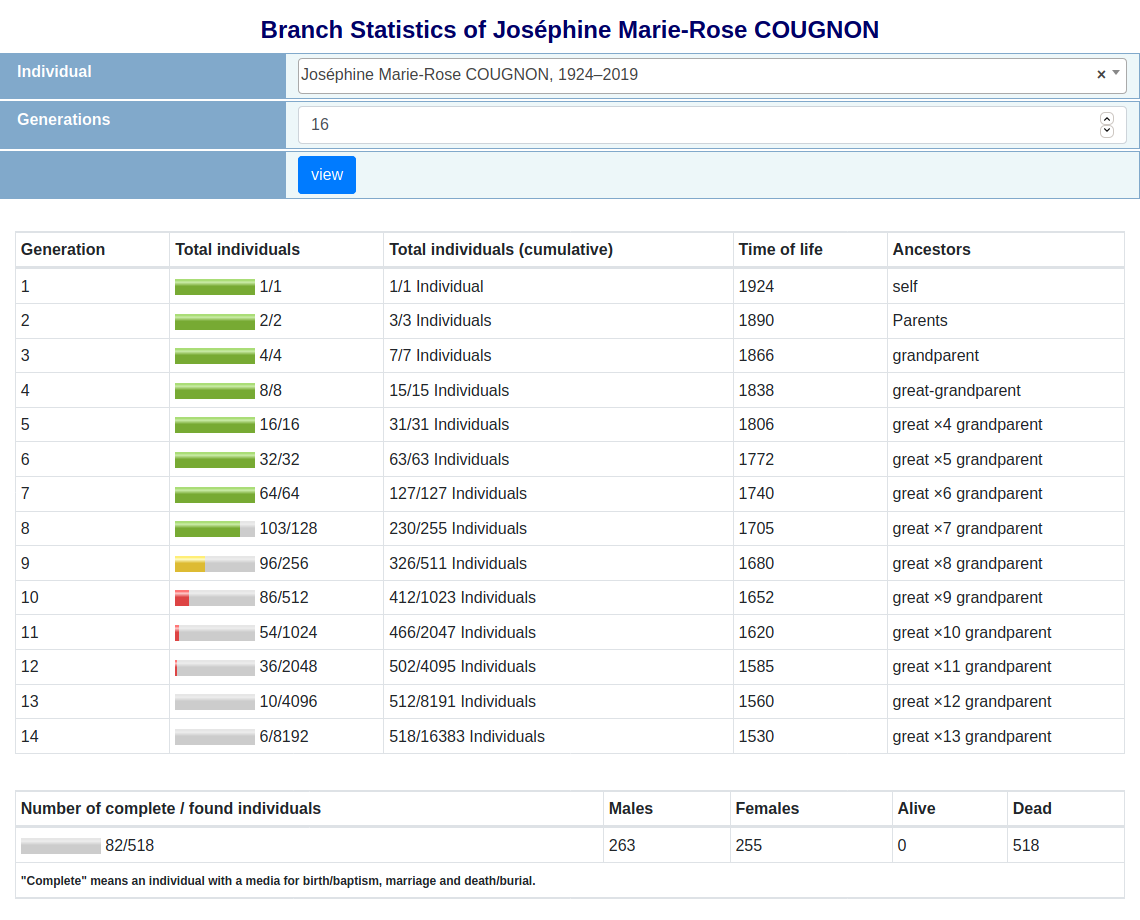 Branch Statistics of Joséphine Marie-Rose COUGNON
Individual
Joséphine Marie-Rose COUGNON, 1924–2019 ×
Generations
16
view
Generation Total individuals Total individuals (cumulative) Time of life Ancestors
1 1/1 1/1 Individual 1924 self
2 2/2 3/3 Individuals 1890 Parents
3 4/4 7/7 Individuals 1866 grandparent
4 8/8 15/15 Individuals 1838 great-grandparent
5 16/16 31/31 Individuals 1806 great ×4 grandparent
6 32/32 63/63 Individuals 1772 great ×5 grandparent
7 64/64 127/127 Individuals 1740 great ×6 grandparent
8 103/128 230/255 Individuals 1705 great ×7 grandparent
9 96/256 326/511 Individuals 1680 great ×8 grandparent
10 86/512 412/1023 Individuals 1652 great ×9 grandparent
11 54/1024 466/2047 Individuals 1620 great ×10 grandparent
12 36/2048 502/4095 Individuals 1585 great ×11 grandparent
13 10/4096 512/8191 Individuals 1560 great ×12 grandparent
14 6/8192 518/16383 Individuals 1530 great ×13 grandparent
Number of complete / found individuals Males Females Alive Dead
82/518 263 255 0 518
"Complete" means an individual with a media for birth/baptism, marriage and death/burial.